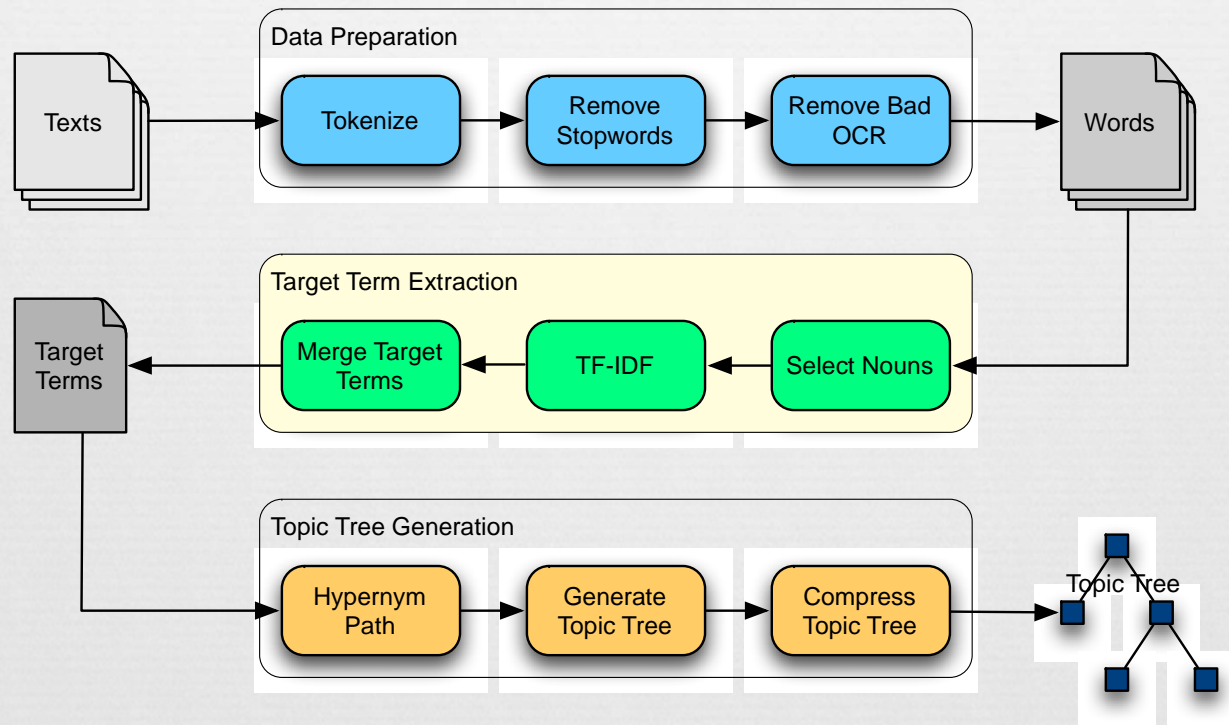 Data Preparation
Texts
Tokenize
Remove
Stopwords
Remove Bad
OCR
Words
Target Term Extraction
Target
Terms
Merge Target
Terms
TF-IDF
Select Nouns
Topic Tree Generation
Hypernym
Path
Generate
Topic Tree
Compress
Topic Tree
Topic Tree